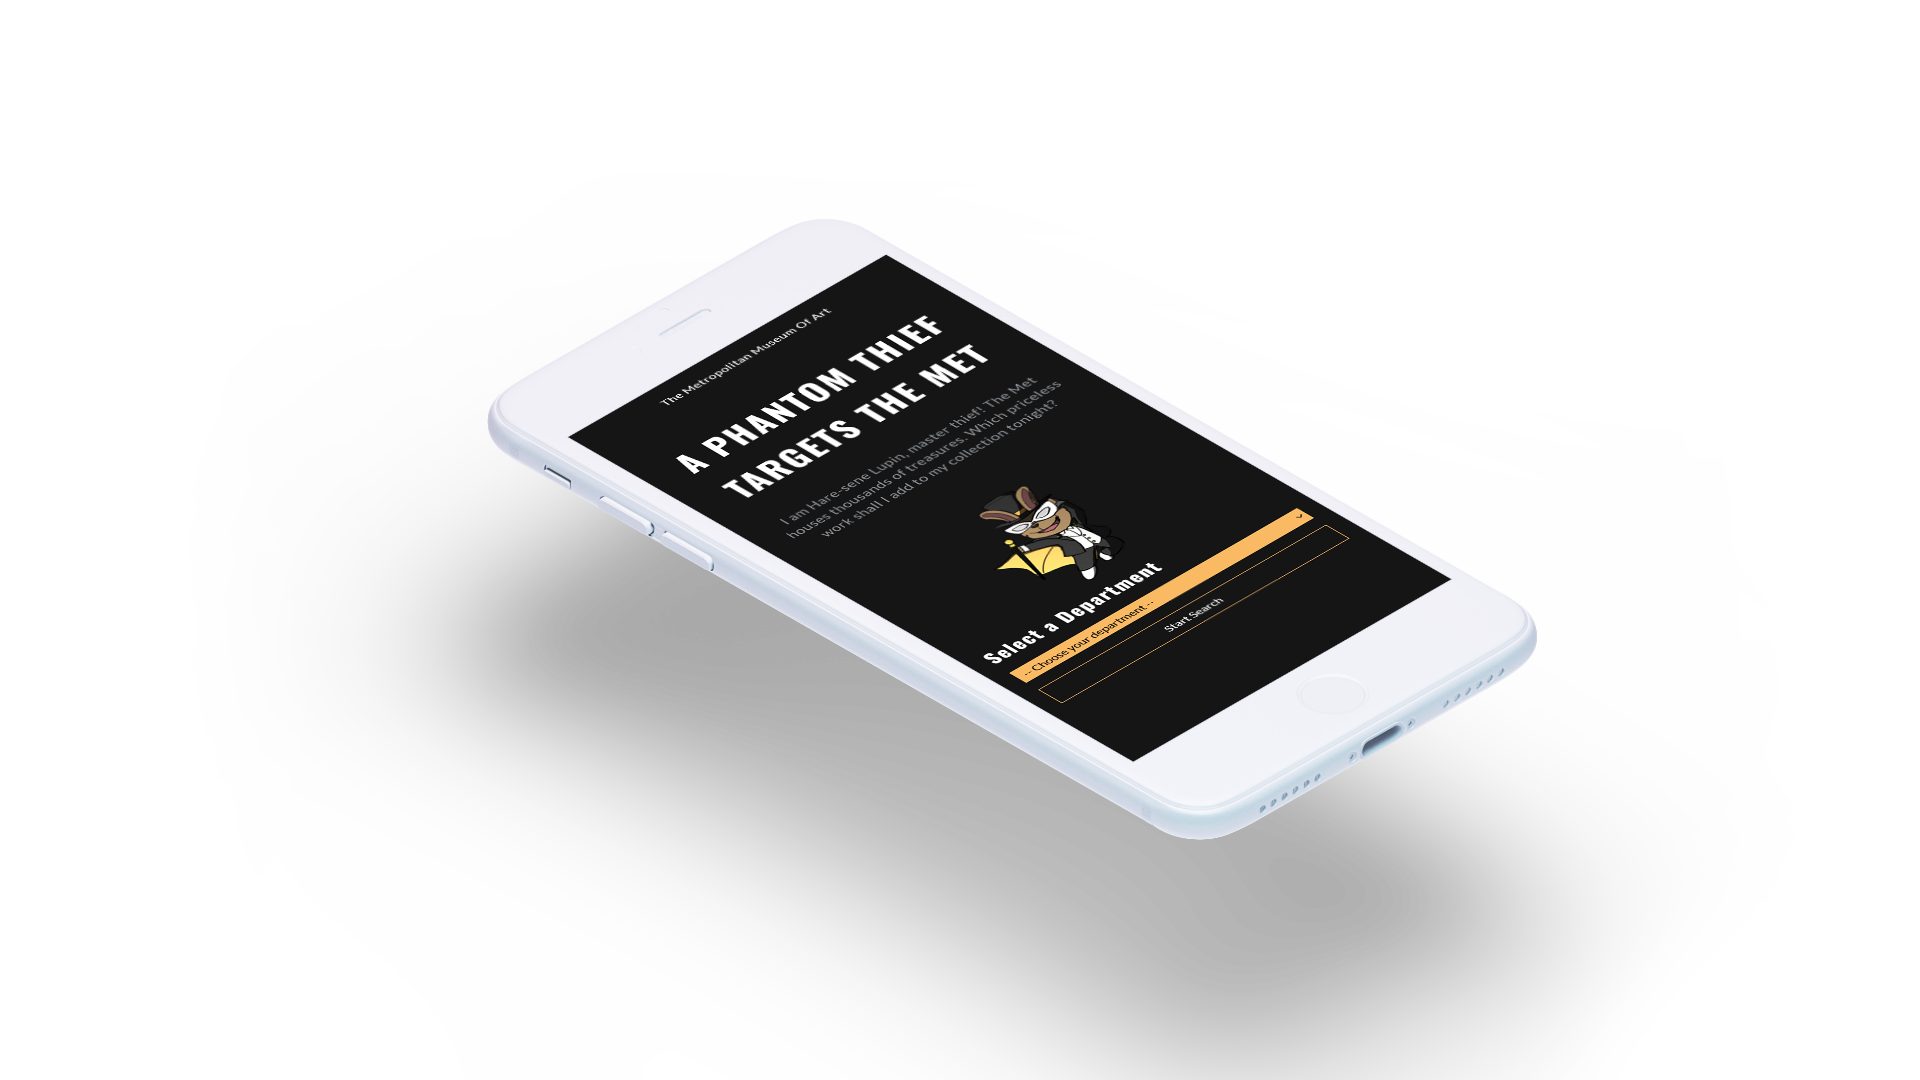 The Metropolitan Museum Of Art
A PHANTOM THIEF
TARGETS THE MET
I am Hare-sene Lupin, master thief! The Met
houses thousands of treasures. Which priceless
work shall I add to my collection tonight?
Select a Department
-- Choose your department --
Start Search